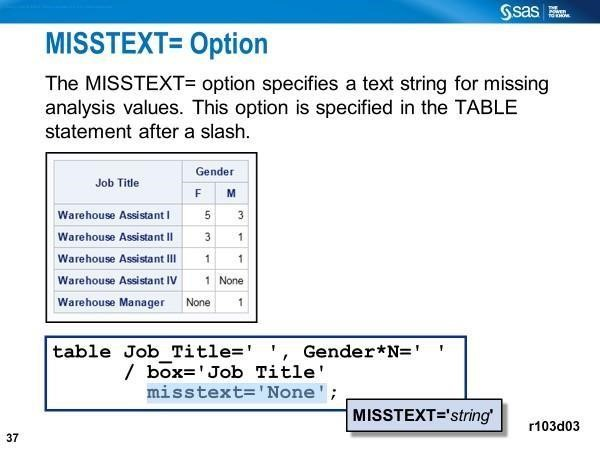 sas THE POWER TO KNOW.
MISSTEXT= Option
The MISSTEXT= option specifies a text string for missing
analysis values. This option is specified in the TABLE
statement after a slash.
Job Title Gender
F M
Warehouse Assistant I 5 3
Warehouse Assistant II 3 1
Warehouse Assistant III 1 1
Warehouse Assistant IV 1 None
Warehouse Manager None 1
table Job_Title=' ', Gender*N=' '
/ box='Job Title'
misstext='None';
MISSTEXT='string'
r103d03
37